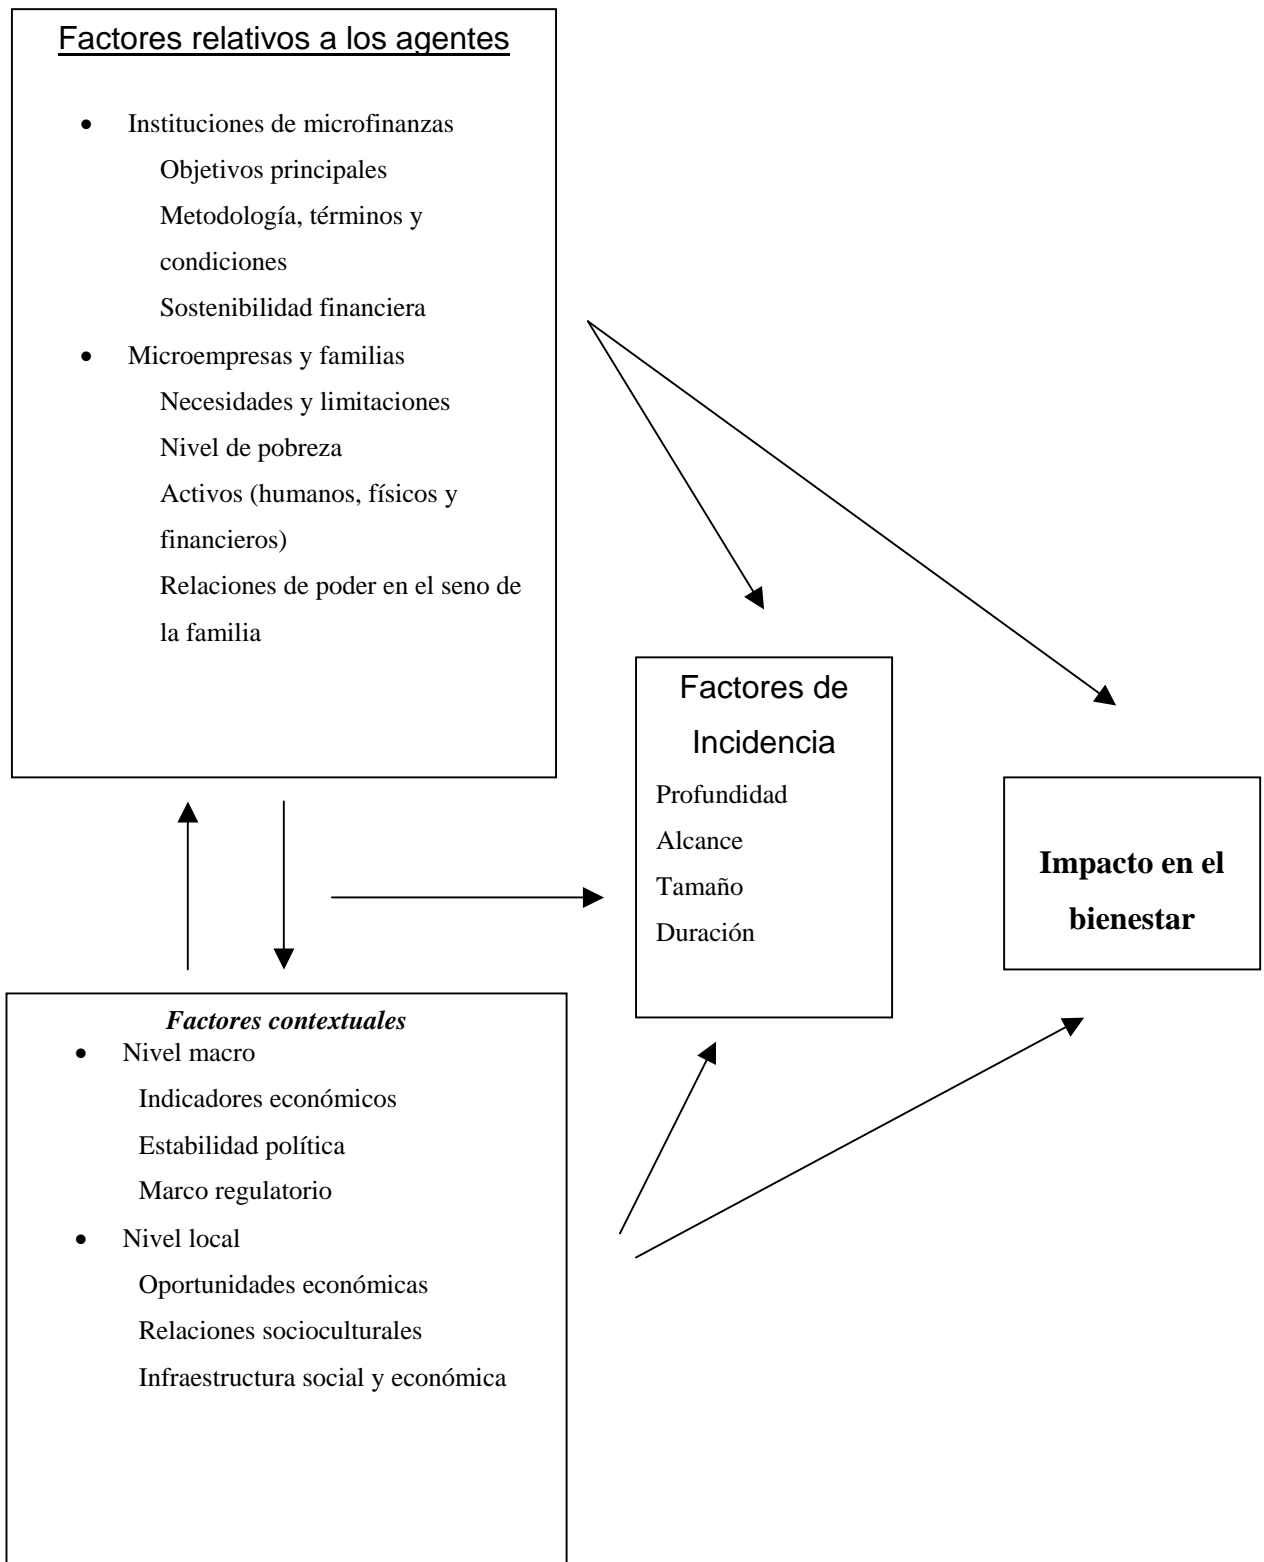 Factores relativos a los agentes
• Instituciones de microfinanzas
Objetivos principales
Metodología, términos y
condiciones
Sostenibilidad financiera
• Microempresas y familias
Necesidades y limitaciones
Nivel de pobreza
Activos (humanos, físicos y
financieros)
Relaciones de poder en el seno de
la familia
Factores de
Incidencia
Profundidad
Alcance
Tamaño
Duración
Impacto en el
bienestar
Factores contextuales
• Nivel macro
Indicadores económicos
Estabilidad política
Marco regulatorio
• Nivel local
Oportunidades económicas
Relaciones socioculturales
Infraestructura social y económica